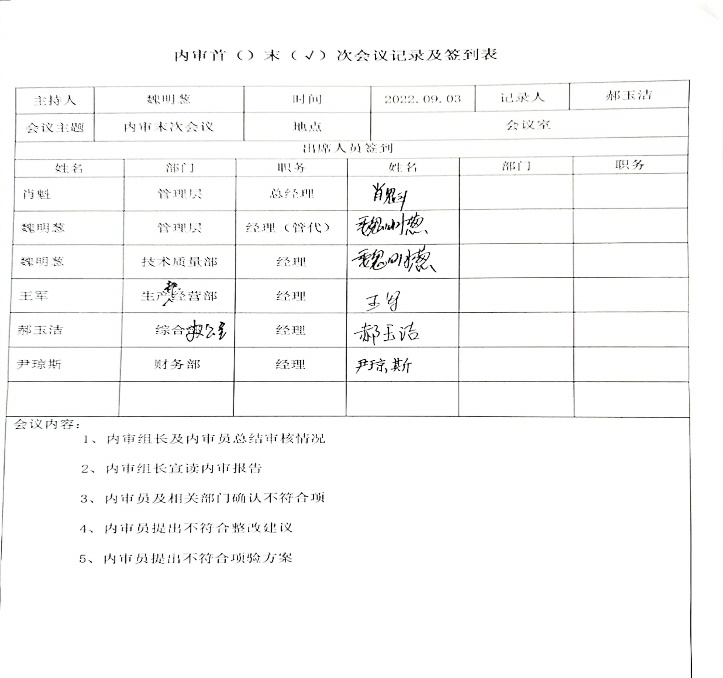 内审首（）末（√）次会议记录及签到表
主持人 魏明葱 时间 2022.09.03 记录人 郝玉洁
会议主题 内审末次会议 地点 会议室
出席人员签到
姓名 部门 职务 姓名 部门 职务
肖魁 管理层 总经理 肖魁
魏明葱 管理层 经理（管代） 魏明葱
魏明葱 技术质量部 经理 魏明葱
王军 生产经营部 经理 王军
郝玉洁 综合办公室 经理 郝玉洁
尹琼斯 财务部 经理 尹琼斯
会议内容：
1、内审组长及内审员总结审核情况
2、内审组长宣读内审报告
3、内审员及相关部门确认不符合项
4、内审员提出不符合整改建议
5、内审员提出不符合项验方案